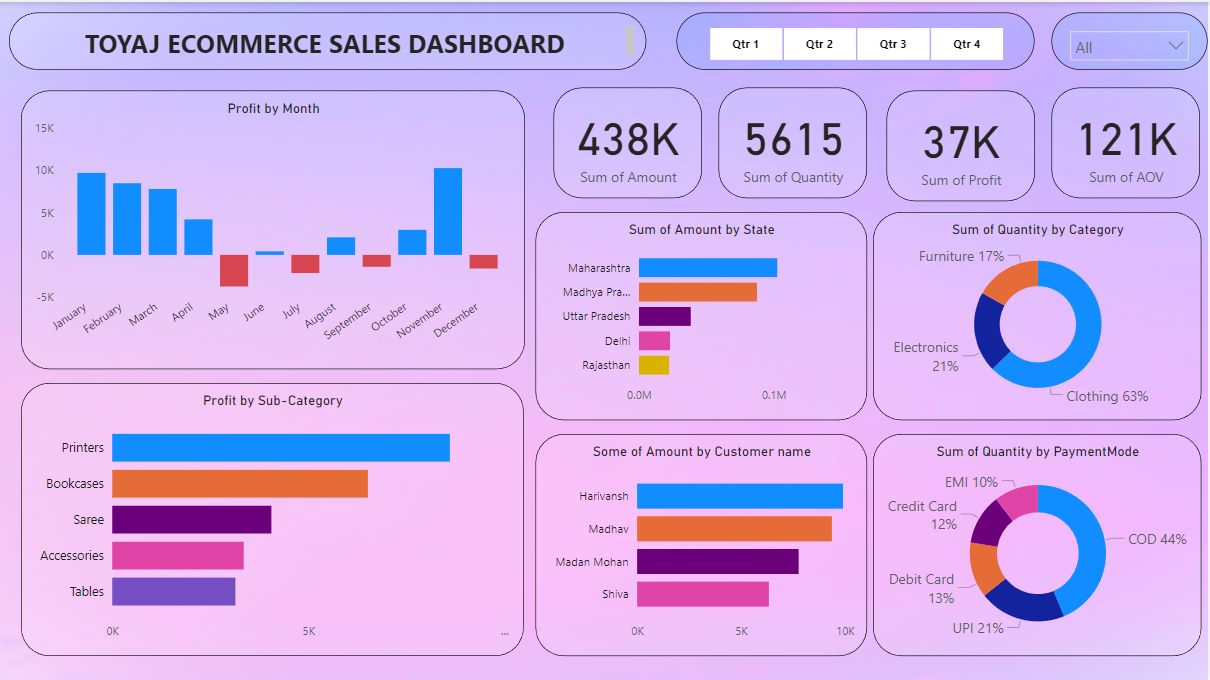 TOYAJ ECOMMERCE SALES DASHBOARD
Qtr 1
Qtr 2
Qtr 3
Qtr 4
All
Profit by Month
15K
10K
5K
0K
-5K
January
February
March
April
May
June
July
August
September
October
November
December
438K
Sum of Amount
5615
Sum of Quantity
37K
Sum of Profit
121K
Sum of AOV
Sum of Amount by State
Maharashtra
Madhya Pra...
Uttar Pradesh
Delhi
Rajasthan
0.0M
0.1M
Sum of Quantity by Category
Furniture 17%
Electronics
21%
Clothing 63%
Profit by Sub-Category
Printers
Bookcases
Saree
Accessories
Tables
0K
5K
...
Some of Amount by Customer name
Harivansh
Madhav
Madan Mohan
Shiva
0K
5K
10K
Sum of Quantity by PaymentMode
EMI 10%
Credit Card
12%
COD 44%
Debit Card
13%
UPI 21%